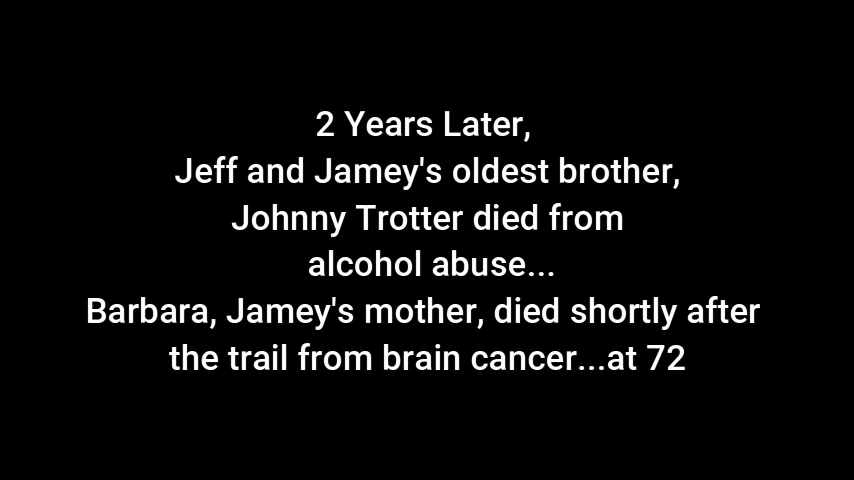 2 Years Later,
Jeff and Jamey's oldest brother,
Johnny Trotter died from
alcohol abuse...
Barbara, Jamey's mother, died shortly after
the trail from brain cancer...at 72